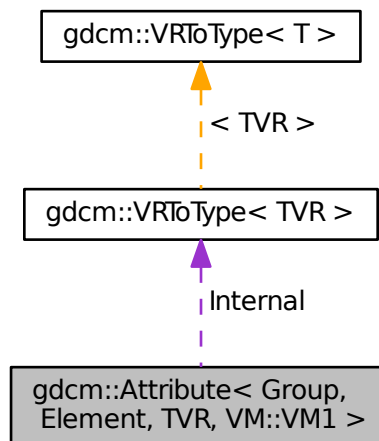 gdcm::VRToType< T >
< TVR >
gdcm::VRToType< TVR >
Internal
gdcm::Attribute< Group,
Element, TVR, VM::VM1 >